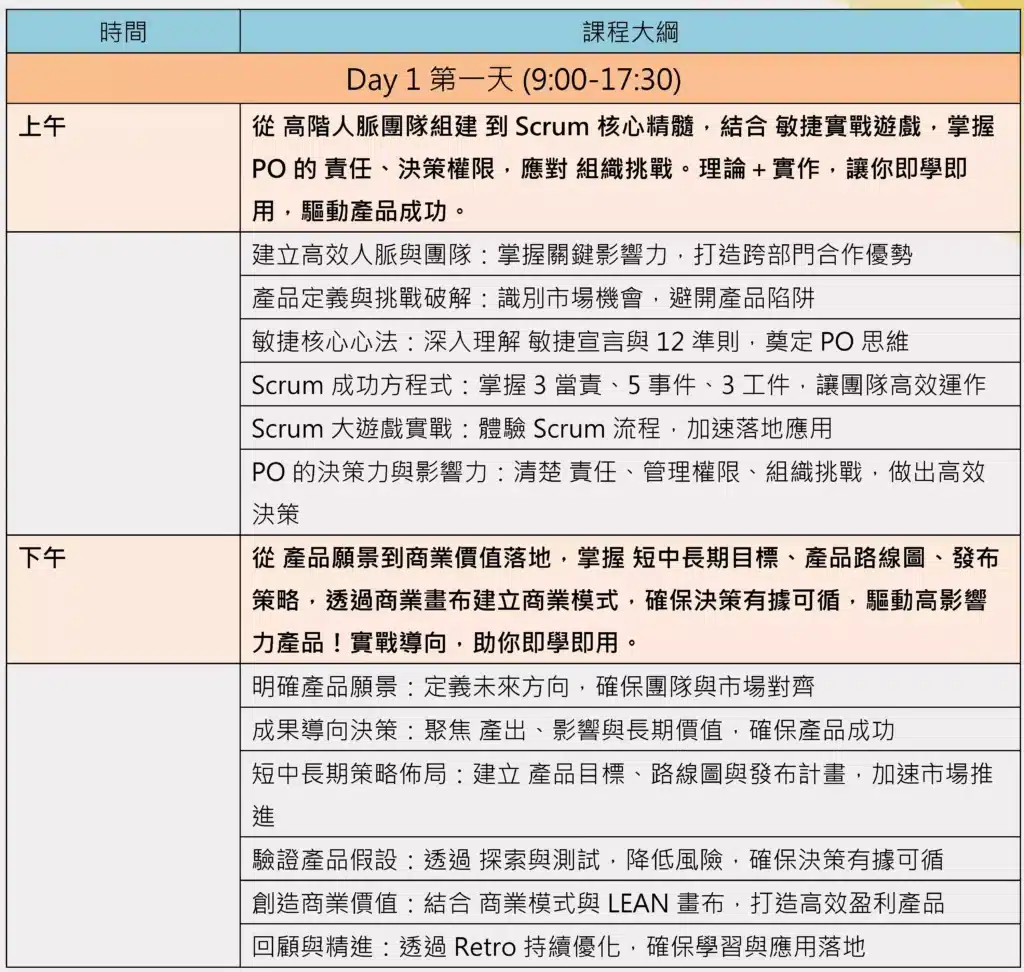 時間
課程大綱
Day 1 第一天 (9:00-17:30)
上午
從 高階人脈團隊組建 到 Scrum 核心精髓，結合 敏捷實戰遊戲，掌握
PO 的 責任、決策權限，應對 組織挑戰。理論 + 實作，讓你即學即
用，驅動產品成功。
建立高效人脈與團隊：掌握關鍵影響力，打造跨部門合作優勢
產品定義與挑戰破解：識別市場機會，避開產品陷阱
敏捷核心心法：深入理解 敏捷宣言與 12 準則，奠定 PO 思維
Scrum 成功方程式：掌握 3 當責、5 事件、3 工件，讓團隊高效運作
Scrum 大遊戲實戰：體驗 Scrum 流程，加速落地應用
PO 的決策力與影響力：清楚 責任、管理權限、組織挑戰，做出高效
決策
下午
從 產品願景到商業價值落地，掌握 短中長期目標、產品路線圖、發布
策略，透過商業畫布建立商業模式，確保決策有據可循，驅動高影響
力產品！實戰導向，助你即學即用。
明確產品願景：定義未來方向，確保團隊與市場對齊
成果導向決策：聚焦 產出、影響與長期價值，確保產品成功
短中長期策略佈局：建立 產品目標、路線圖與發布計畫，加速市場推
進
驗證產品假設：透過 探索與測試，降低風險，確保決策有據可循
創造商業價值：結合 商業模式與 LEAN 畫布，打造高效盈利產品
回顧與精進：透過 Retro 持續優化，確保學習與應用落地